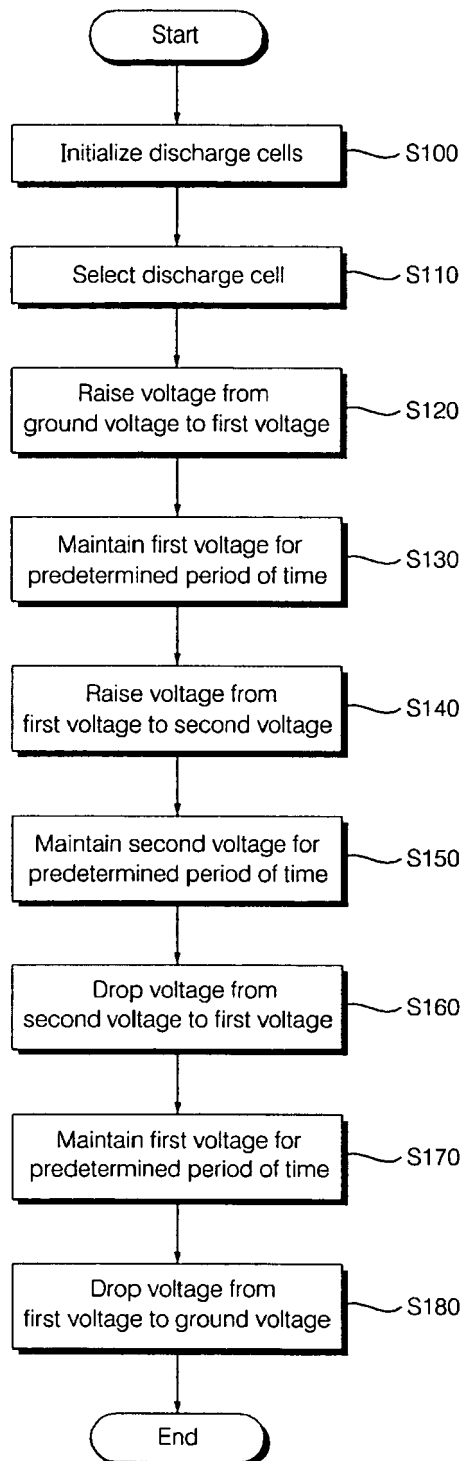 Start
Initialize discharge cells
S100
Select discharge cell
S110
Raise voltage from
ground voltage to first voltage
S120
Maintain first voltage for
predetermined period of time
S130
Raise voltage from
first voltage to second voltage
S140
Maintain second voltage for
predetermined period of time
S150
Drop voltage from
second voltage to first voltage
S160
Maintain first voltage for
predetermined period of time
S170
Drop voltage from
first voltage to ground voltage
S180
End